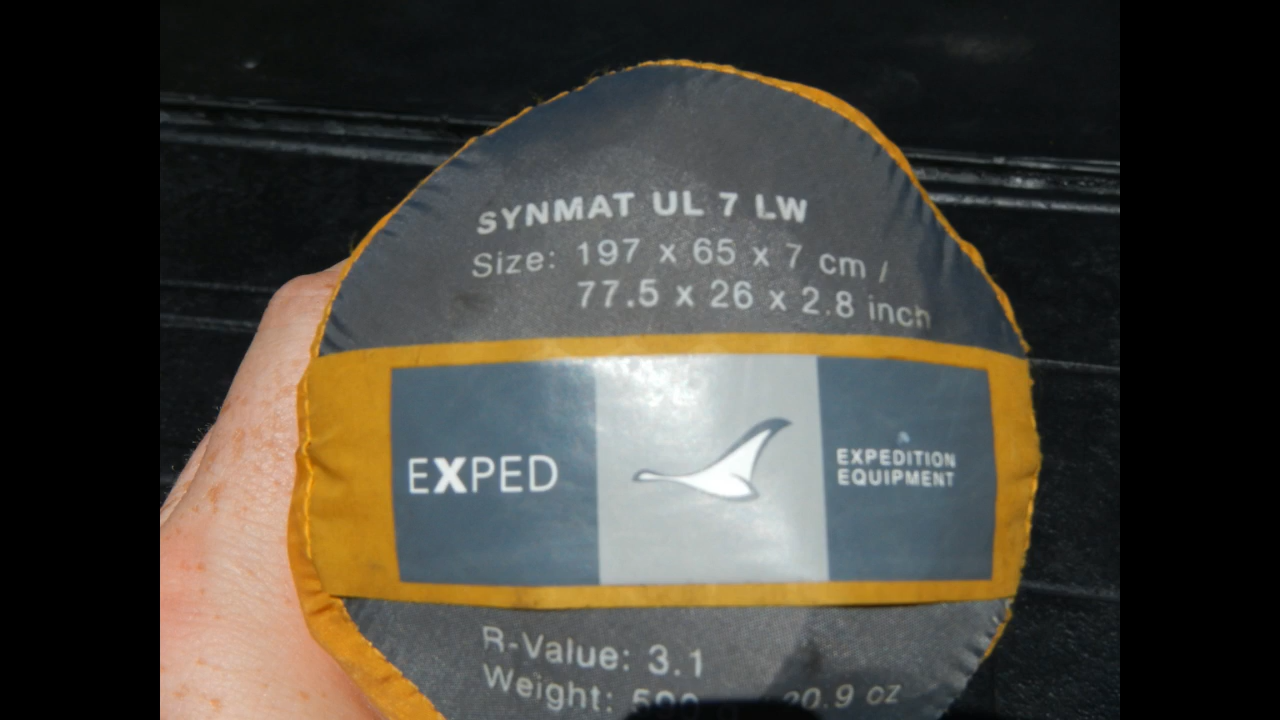 SYNMAT UL 7 LW
Size: 197 x 65 x 7 cm /
77.5 x 26 x 2.8 inch
EXPED
EXPEDITION
EQUIPMENT
R-Value: 3.1
Weight: 20.9 oz